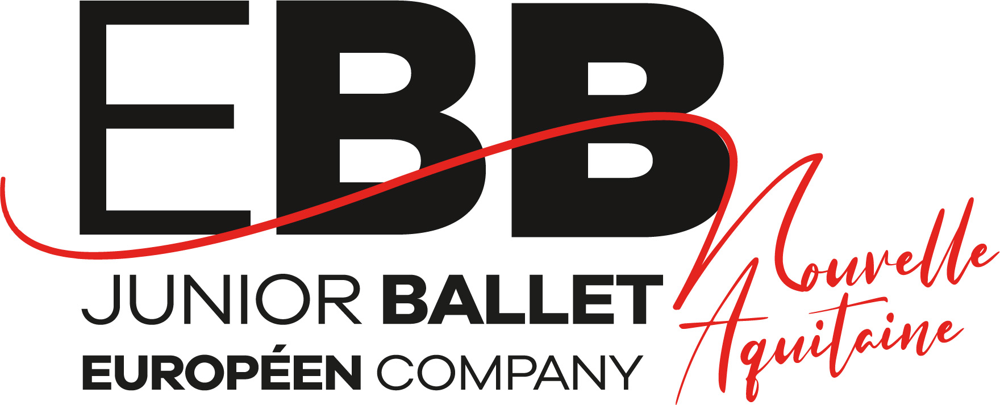 EBB
JUNIOR BALLET
EUROPÉEN COMPANY
Nouvelle
Aquitaine